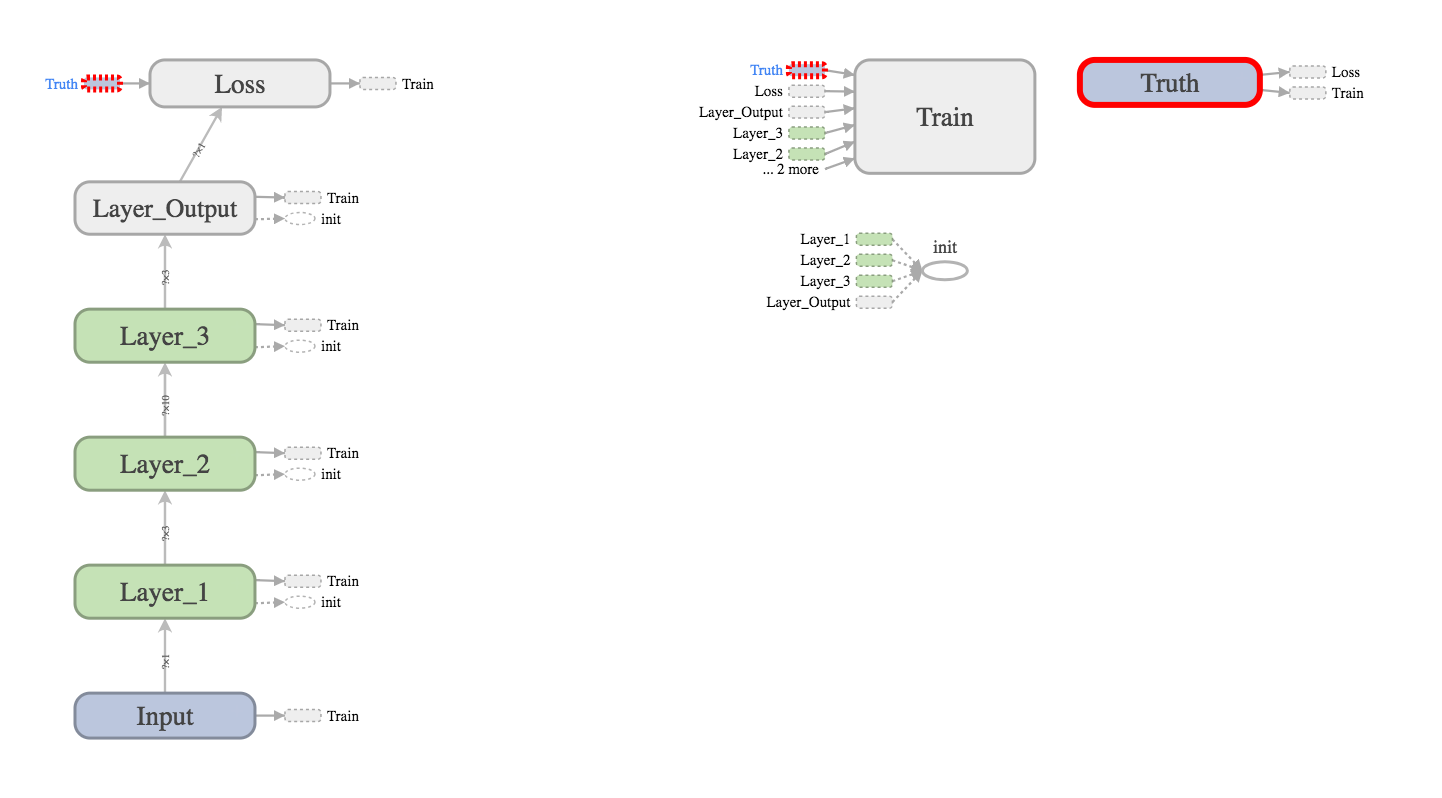 Truth
Loss
Train
?x1
Layer_Output
Train
init
?x3
Layer_3
Train
init
?x10
Layer_2
Train
init
?x3
Layer_1
Train
init
?x1
Input
Train
Truth
Loss
Layer_Output
Layer_3
Layer_2
... 2 more
Train
Layer_1
Layer_2
Layer_3
Layer_Output
init
Truth
Loss
Train